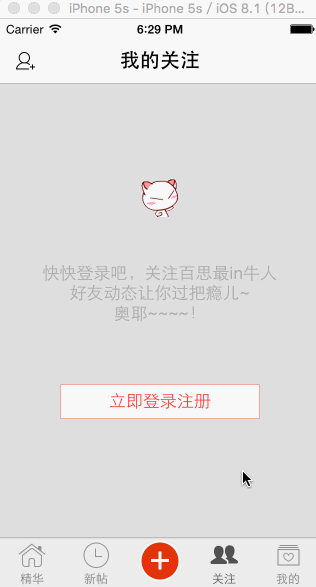 iPhone 5s - iPhone 5s / iOS 8.1 (12B...
Carrier 6:29 PM
我的关注
快快登录吧，关注百思最in牛人
好友动态让你过把瘾儿~
奥耶~~~~！
立即登录注册
精华 新帖 关注 我的